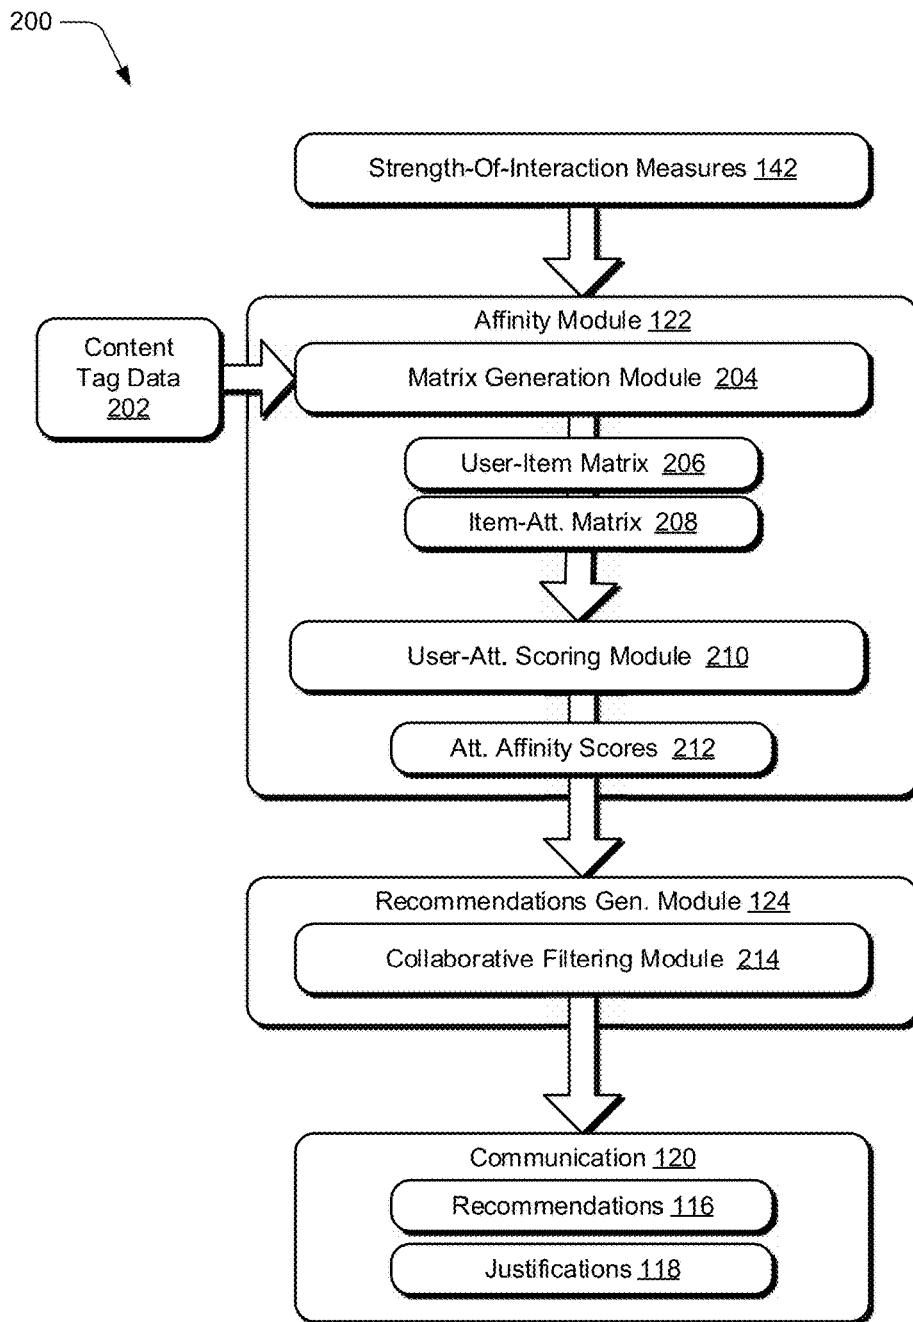 200
Strength-Of-Interaction Measures 142
Affinity Module 122
Content
Tag Data
202
Matrix Generation Module 204
User-Item Matrix 206
Item-Att. Matrix 208
User-Att. Scoring Module 210
Att. Affinity Scores 212
Recommendations Gen. Module 124
Collaborative Filtering Module 214
Communication 120
Recommendations 116
Justifications 118